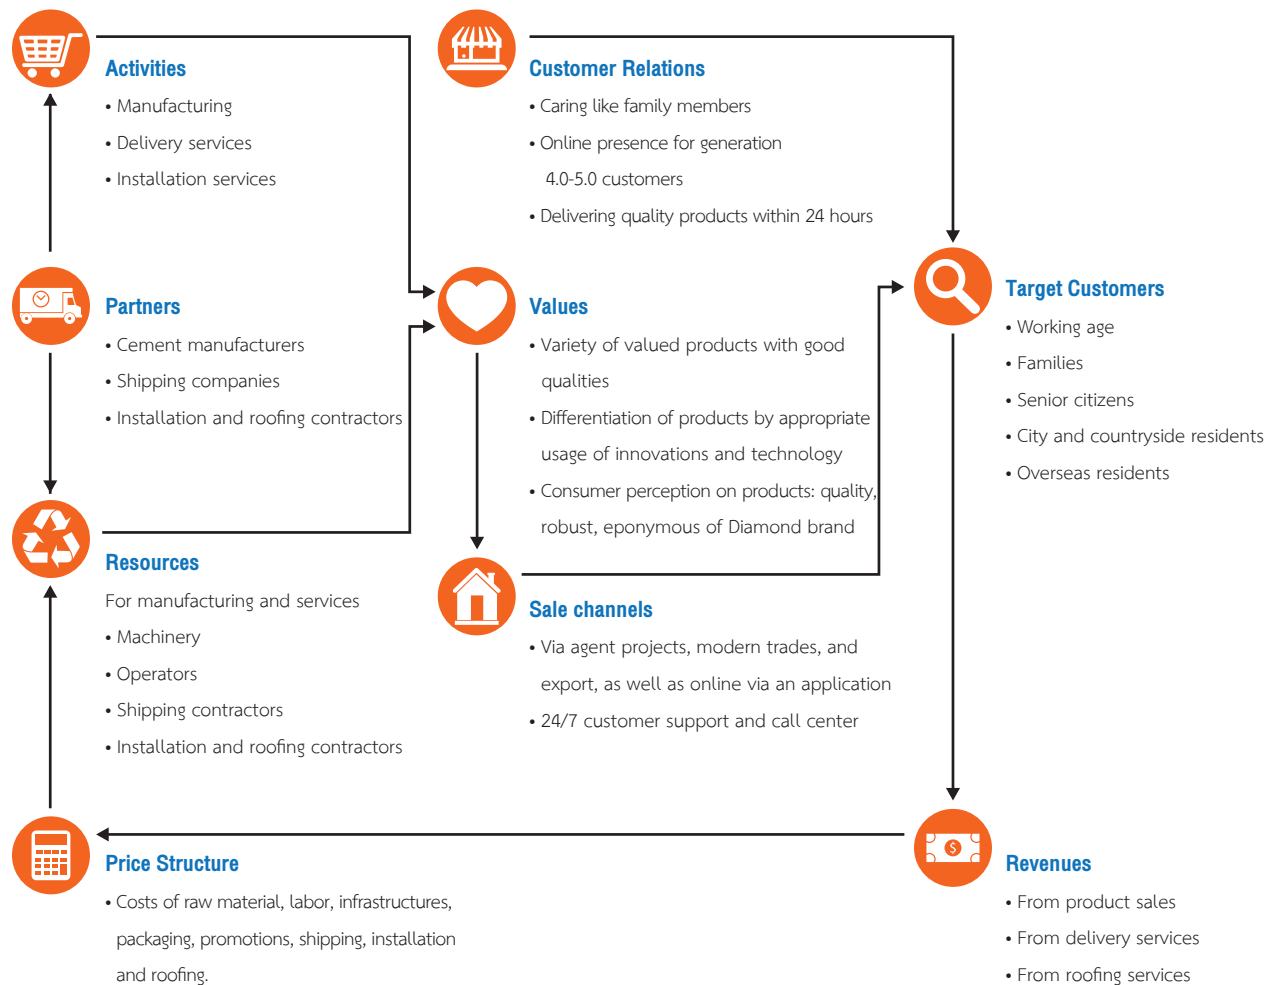 Activities
• Manufacturing
• Delivery services
• Installation services
Customer Relations
• Caring like family members
• Online presence for generation
4.0-5.0 customers
• Delivering quality products within 24 hours
Partners
• Cement manufacturers
• Shipping companies
• Installation and roofing contractors
Values
• Variety of valued products with good
qualities
• Differentiation of products by appropriate
usage of innovations and technology
• Consumer perception on products: quality,
robust, eponymous of Diamond brand
Target Customers
• Working age
• Families
• Senior citizens
• City and countryside residents
• Overseas residents
Resources
For manufacturing and services
• Machinery
• Operators
• Shipping contractors
• Installation and roofing contractors
Sale channels
• Via agent projects, modern trades, and
export, as well as online via an application
• 24/7 customer support and call center
Price Structure
• Costs of raw material, labor, infrastructures,
packaging, promotions, shipping, installation
and roofing.
$
Revenues
• From product sales
• From delivery services
• From roofing services